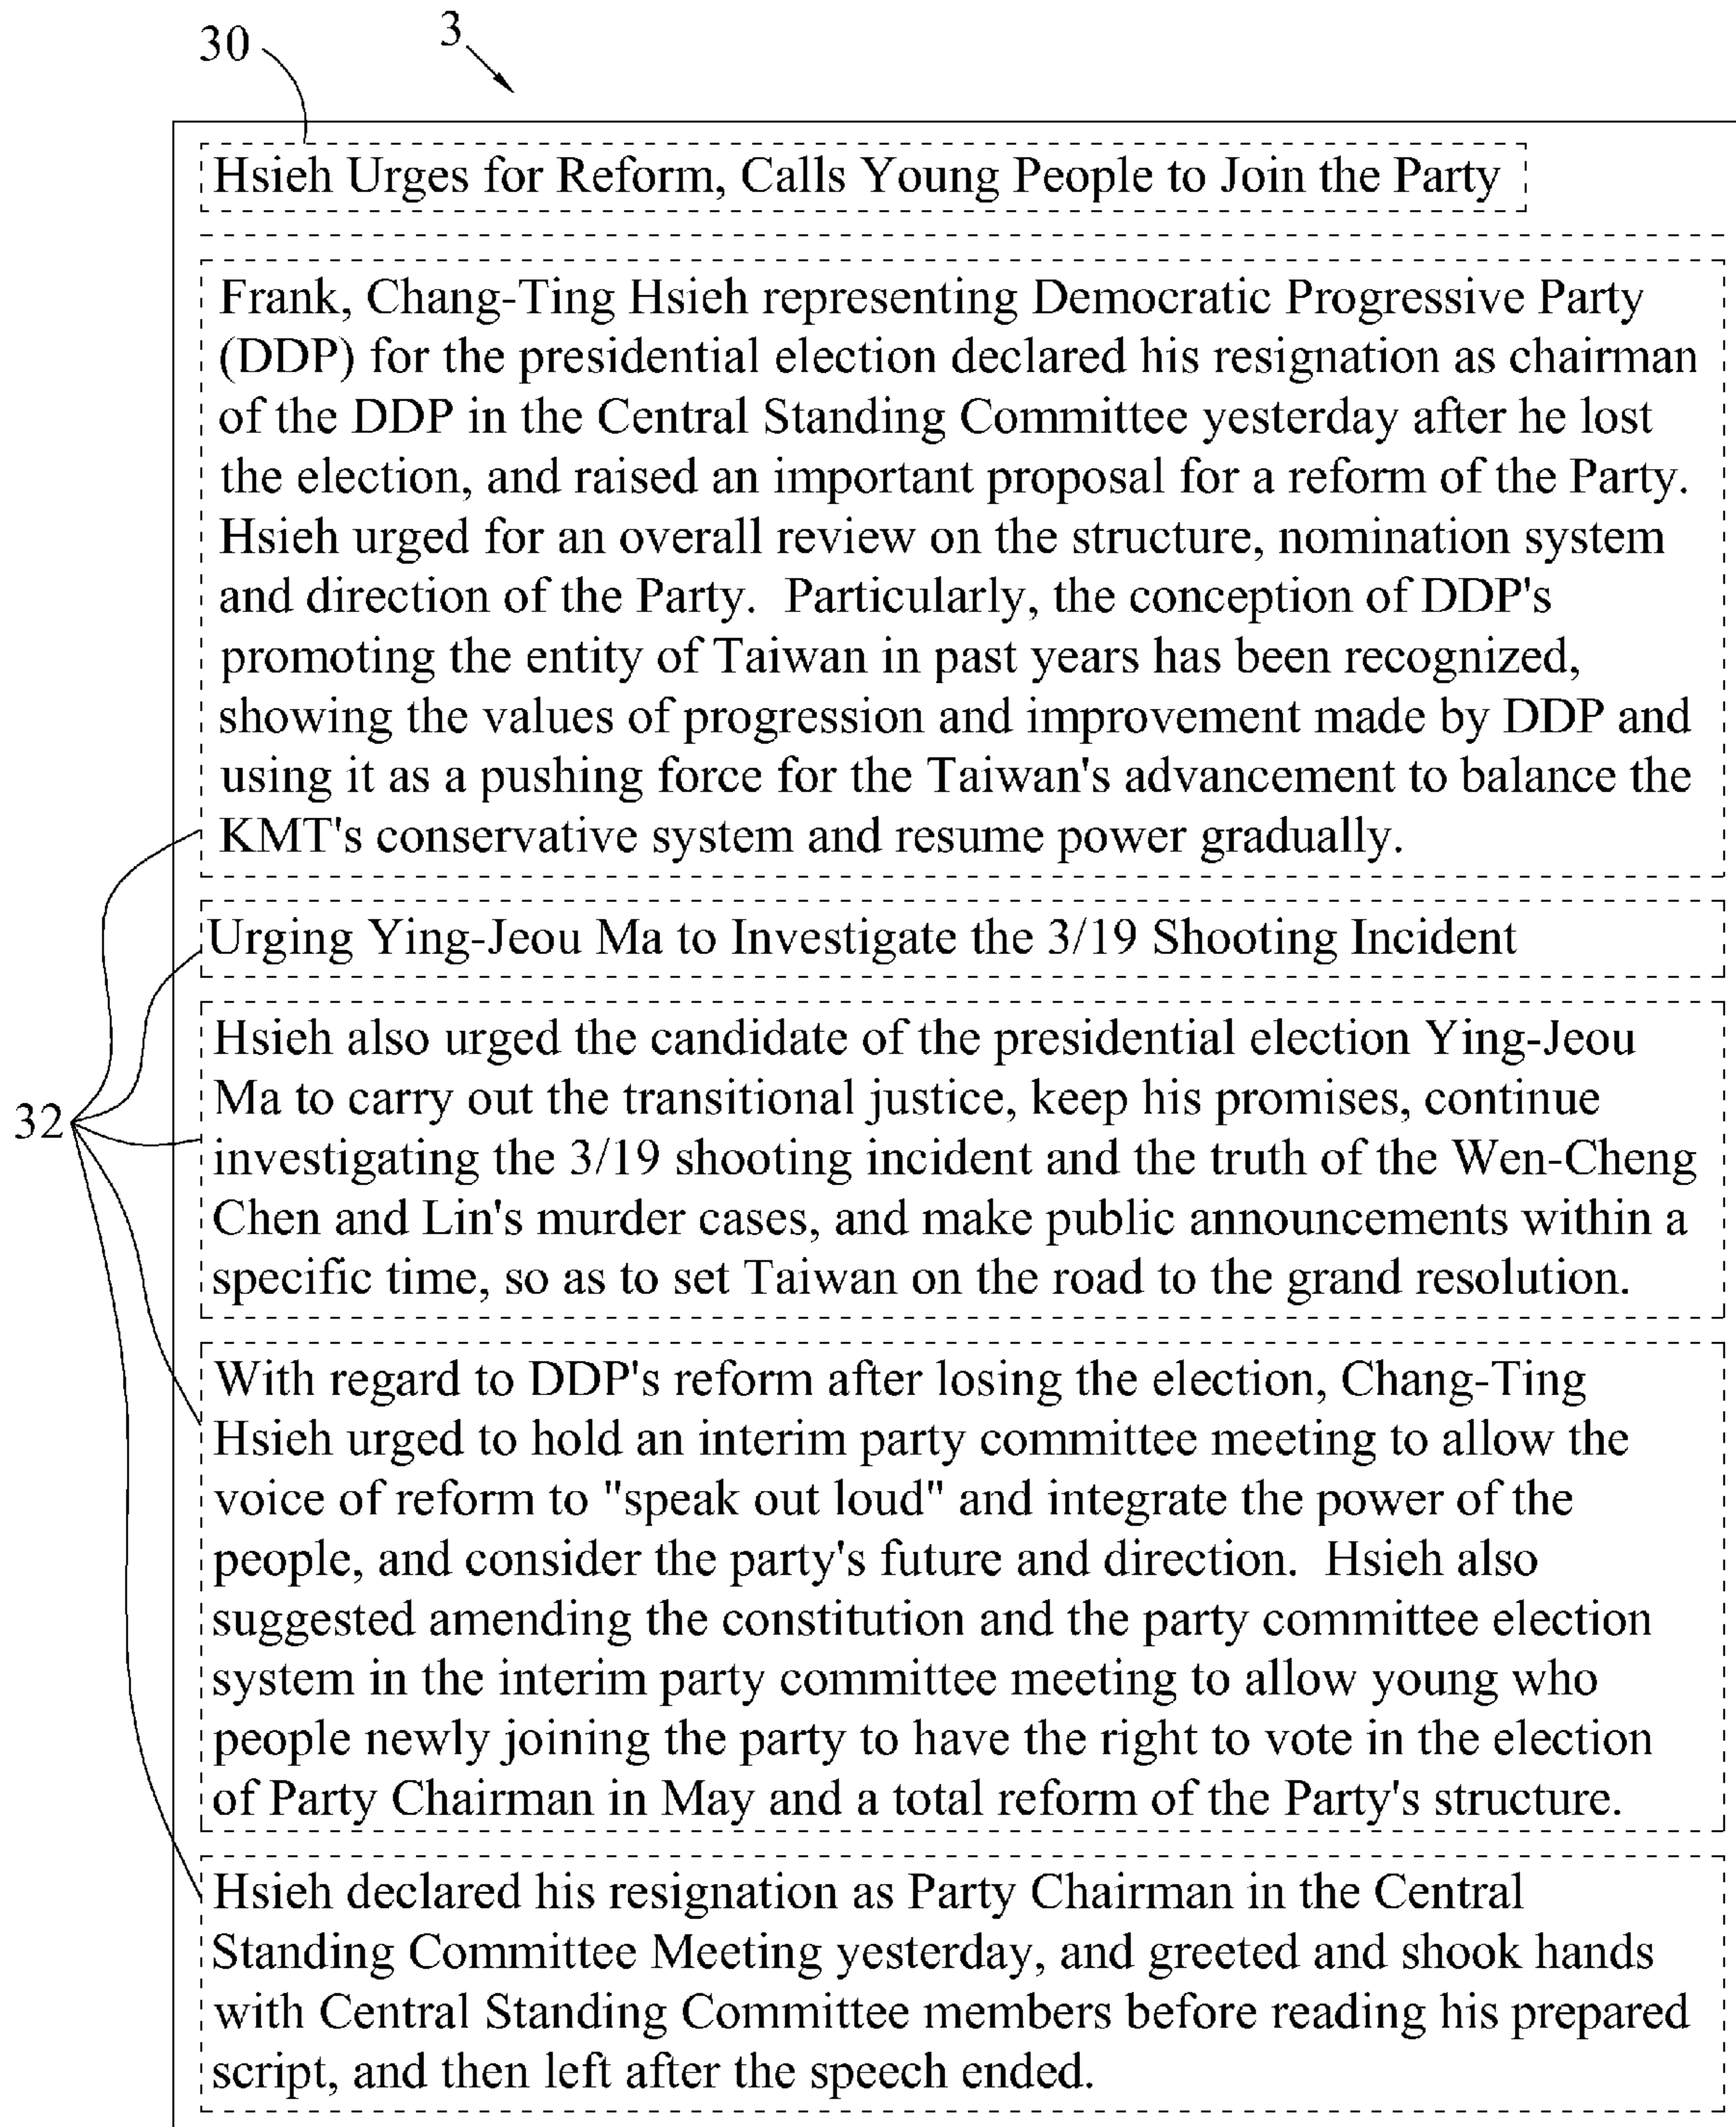 30
3
Hsieh Urges for Reform, Calls Young People to Join the Party
Frank, Chang-Ting Hsieh representing Democratic Progressive Party
(DDP) for the presidential election declared his resignation as chairman
of the DDP in the Central Standing Committee yesterday after he lost
the election, and raised an important proposal for a reform of the Party.
Hsieh urged for an overall review on the structure, nomination system
and direction of the Party.  Particularly, the conception of DDP's
promoting the entity of Taiwan in past years has been recognized,
showing the values of progression and improvement made by DDP and
using it as a pushing force for the Taiwan's advancement to balance the
KMT's conservative system and resume power gradually.
Urging Ying-Jeou Ma to Investigate the 3/19 Shooting Incident
Hsieh also urged the candidate of the presidential election Ying-Jeou
Ma to carry out the transitional justice, keep his promises, continue
investigating the 3/19 shooting incident and the truth of the Wen-Cheng
Chen and Lin's murder cases, and make public announcements within a
specific time, so as to set Taiwan on the road to the grand resolution.
32
With regard to DDP's reform after losing the election, Chang-Ting
Hsieh urged to hold an interim party committee meeting to allow the
voice of reform to "speak out loud" and integrate the power of the
people, and consider the party's future and direction.  Hsieh also
suggested amending the constitution and the party committee election
system in the interim party committee meeting to allow young who
people newly joining the party to have the right to vote in the election
of Party Chairman in May and a total reform of the Party's structure.
Hsieh declared his resignation as Party Chairman in the Central
Standing Committee Meeting yesterday, and greeted and shook hands
with Central Standing Committee members before reading his prepared
script, and then left after the speech ended.